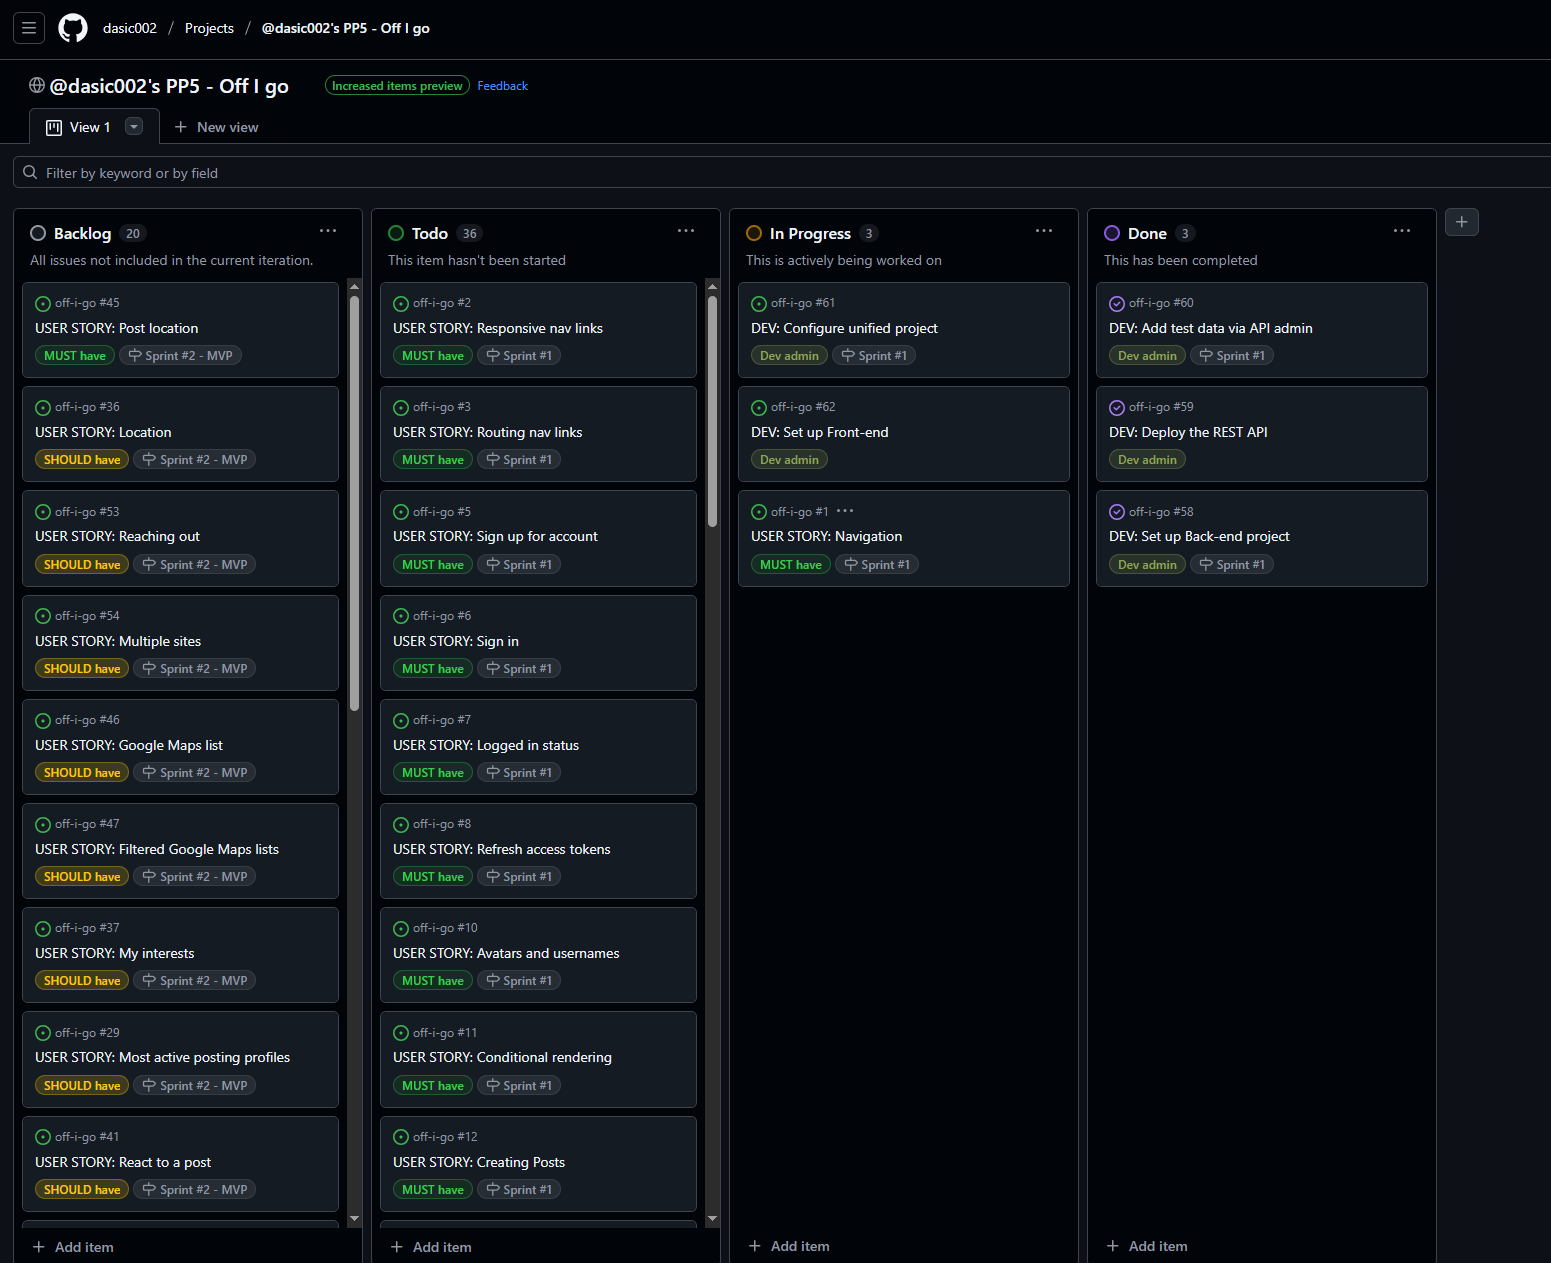 dasic002 / Projects / @dasic002's PP5 - Off I go
@dasic002's PP5 - Off I go Increased items preview Feedback
View 1 New view
Filter by keyword or by field
Backlog 20
All issues not included in the current iteration.
off-i-go #45
USER STORY: Post location
MUST have Sprint #2 - MVP
off-i-go #36
USER STORY: Location
SHOULD have Sprint #2 - MVP
off-i-go #53
USER STORY: Reaching out
SHOULD have Sprint #2 - MVP
off-i-go #54
USER STORY: Multiple sites
SHOULD have Sprint #2 - MVP
off-i-go #46
USER STORY: Google Maps list
SHOULD have Sprint #2 - MVP
off-i-go #47
USER STORY: Filtered Google Maps lists
SHOULD have Sprint #2 - MVP
off-i-go #37
USER STORY: My interests
SHOULD have Sprint #2 - MVP
off-i-go #29
USER STORY: Most active posting profiles
SHOULD have Sprint #2 - MVP
off-i-go #41
USER STORY: React to a post
SHOULD have Sprint #2 - MVP
Add item
Todo 36
This item hasn't been started
off-i-go #2
USER STORY: Responsive nav links
MUST have Sprint #1
off-i-go #3
USER STORY: Routing nav links
MUST have Sprint #1
off-i-go #5
USER STORY: Sign up for account
MUST have Sprint #1
off-i-go #6
USER STORY: Sign in
MUST have Sprint #1
off-i-go #7
USER STORY: Logged in status
MUST have Sprint #1
off-i-go #8
USER STORY: Refresh access tokens
MUST have Sprint #1
off-i-go #10
USER STORY: Avatars and usernames
MUST have Sprint #1
off-i-go #11
USER STORY: Conditional rendering
MUST have Sprint #1
off-i-go #12
USER STORY: Creating Posts
MUST have Sprint #1
Add item
In Progress 3
This is actively being worked on
off-i-go #61
DEV: Configure unified project
Dev admin Sprint #1
off-i-go #62
DEV: Set up Front-end
Dev admin
off-i-go #1
USER STORY: Navigation
MUST have Sprint #1
Add item
Done 3
This has been completed
off-i-go #60
DEV: Add test data via API admin
Dev admin Sprint #1
off-i-go #59
DEV: Deploy the REST API
Dev admin
off-i-go #58
DEV: Set up Back-end project
Dev admin Sprint #1
Add item